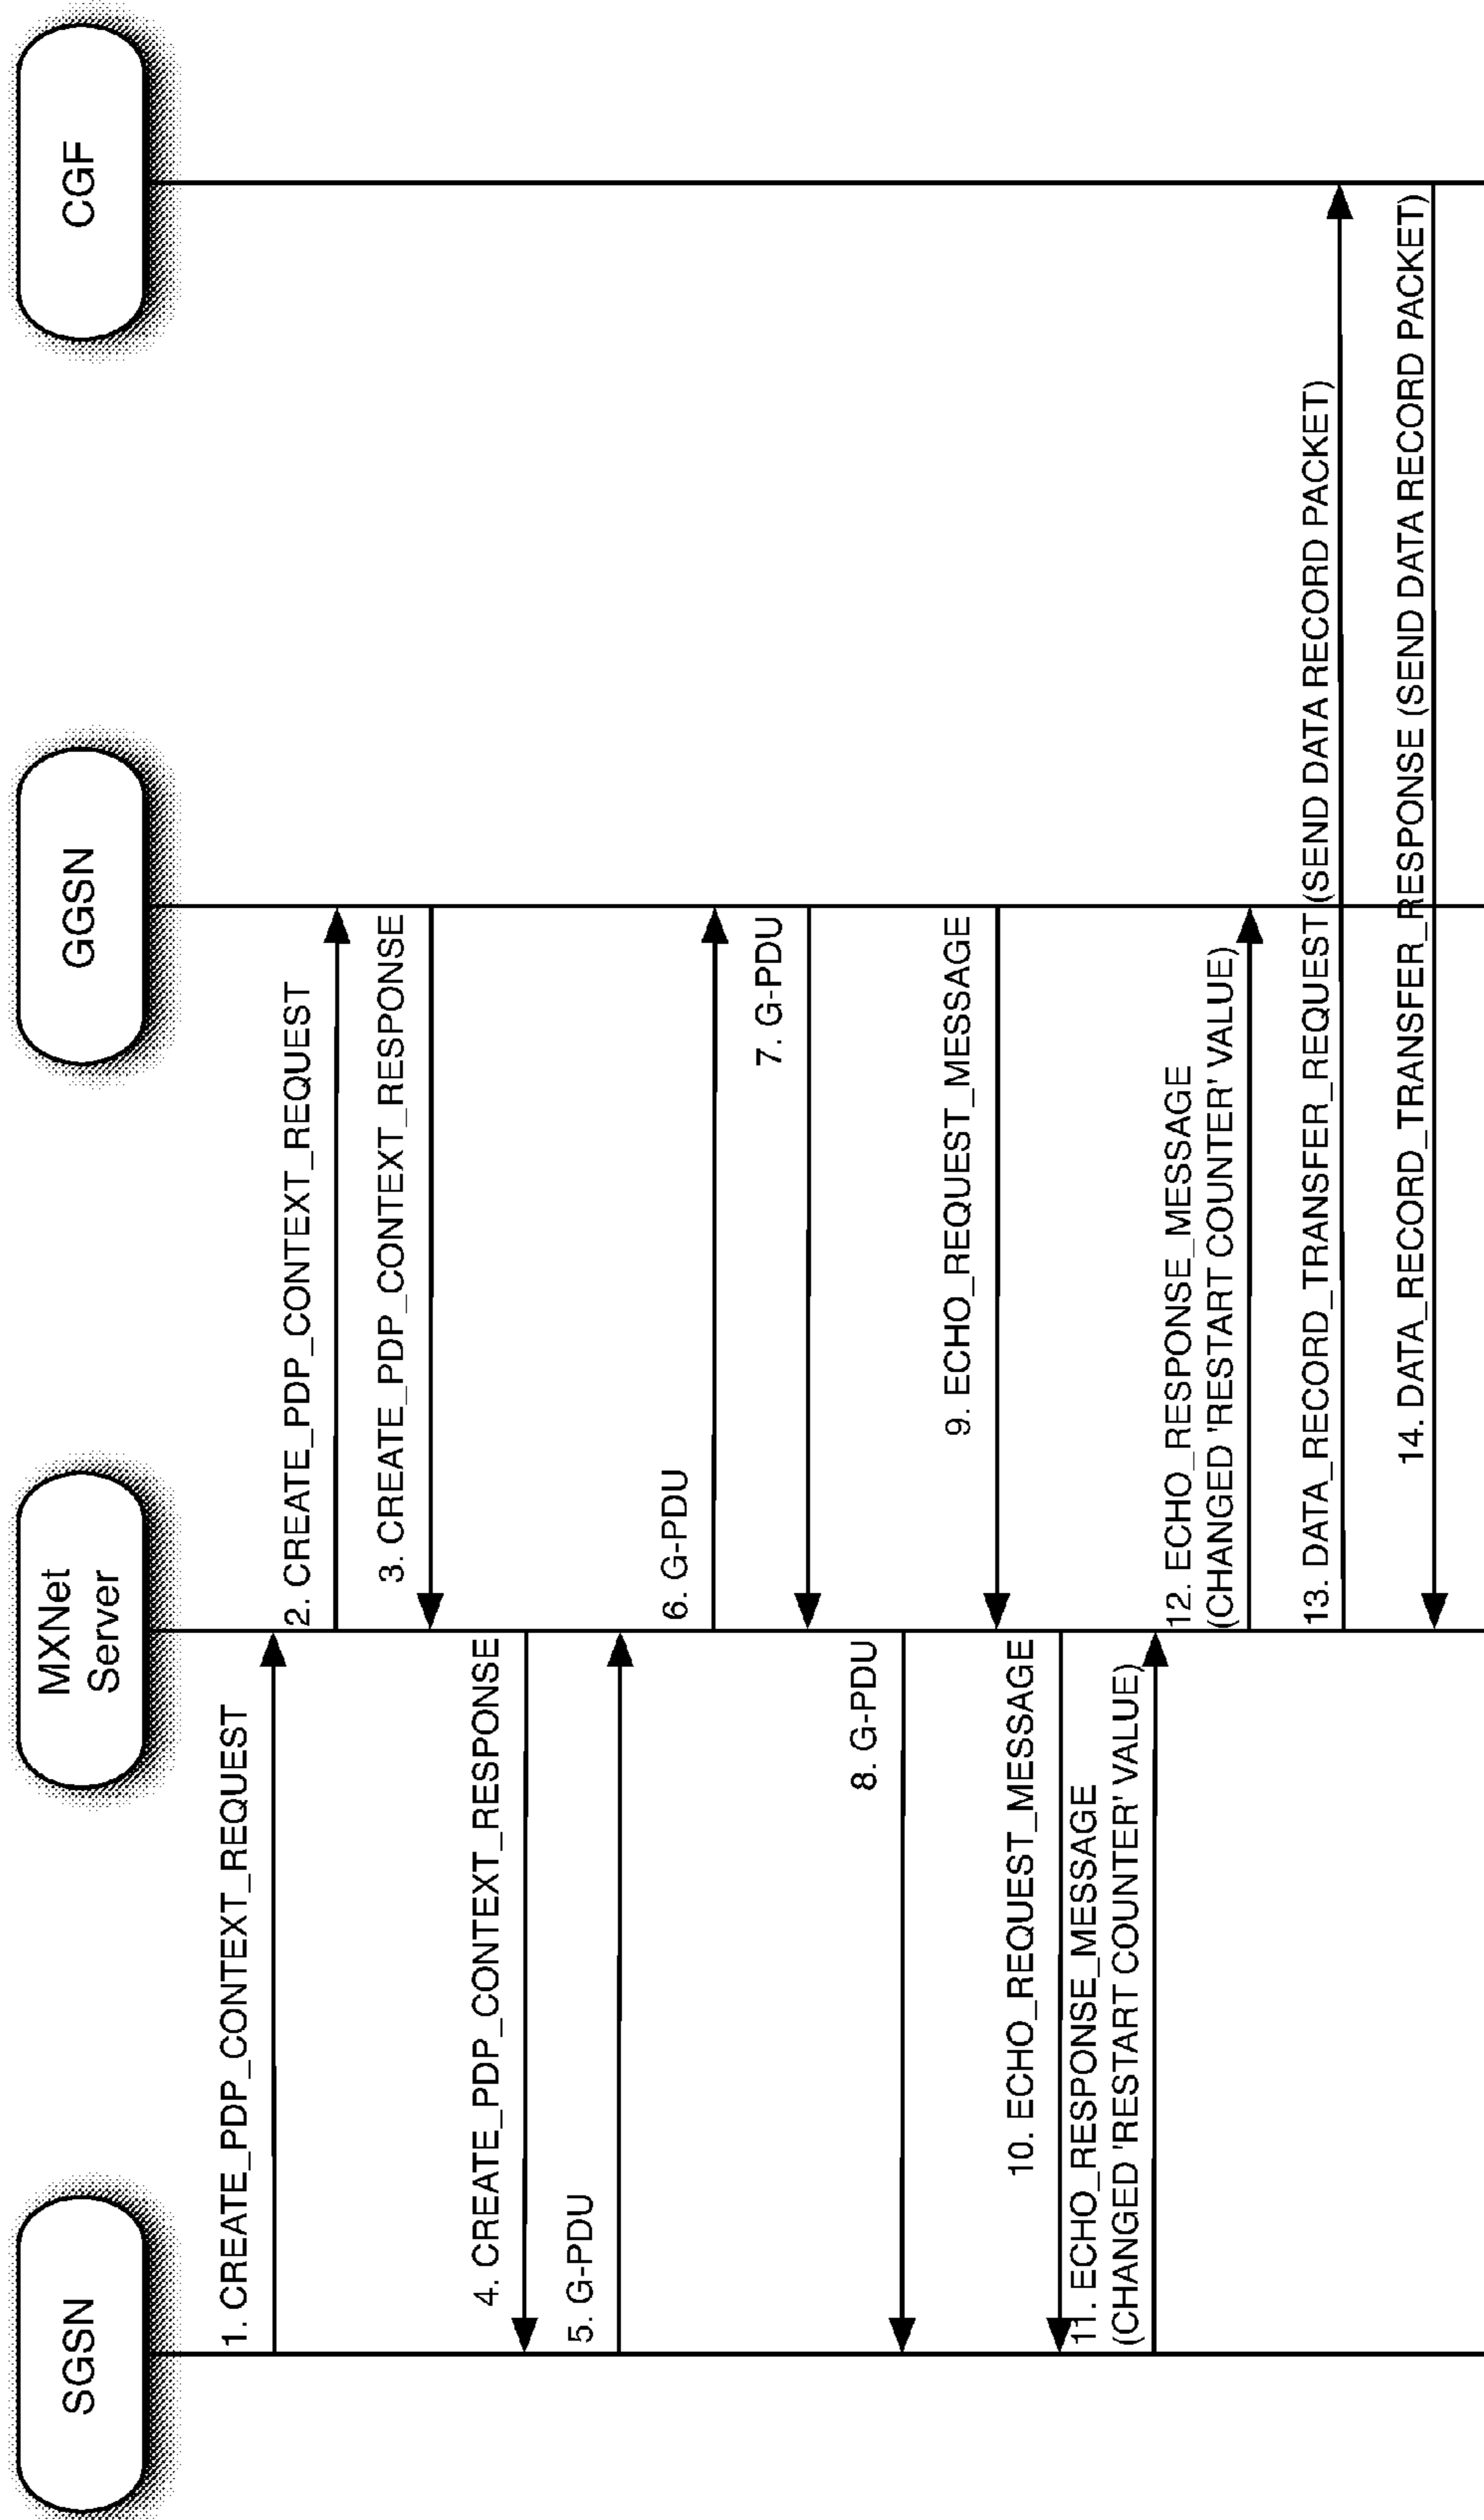 SGSN
MXNet
Server
GGSN
CGF
1. CREATE_PDP_CONTEXT_REQUEST
2. CREATE_PDP_CONTEXT_REQUEST
3. CREATE_PDP_CONTEXT_RESPONSE
4. CREATE_PDP_CONTEXT_RESPONSE
5. G-PDU
6. G-PDU
7. G-PDU
8. G-PDU
9. ECHO_REQUEST_MESSAGE
10. ECHO_REQUEST_MESSAGE
11. ECHO_RESPONSE_MESSAGE
(CHANGED 'RESTART COUNTER' VALUE)
12. ECHO_RESPONSE_MESSAGE
(CHANGED 'RESTART COUNTER' VALUE)
13. DATA_RECORD_TRANSFER_REQUEST (SEND DATA RECORD PACKET)
14. DATA_RECORD_TRANSFER_RESPONSE (SEND DATA RECORD PACKET)